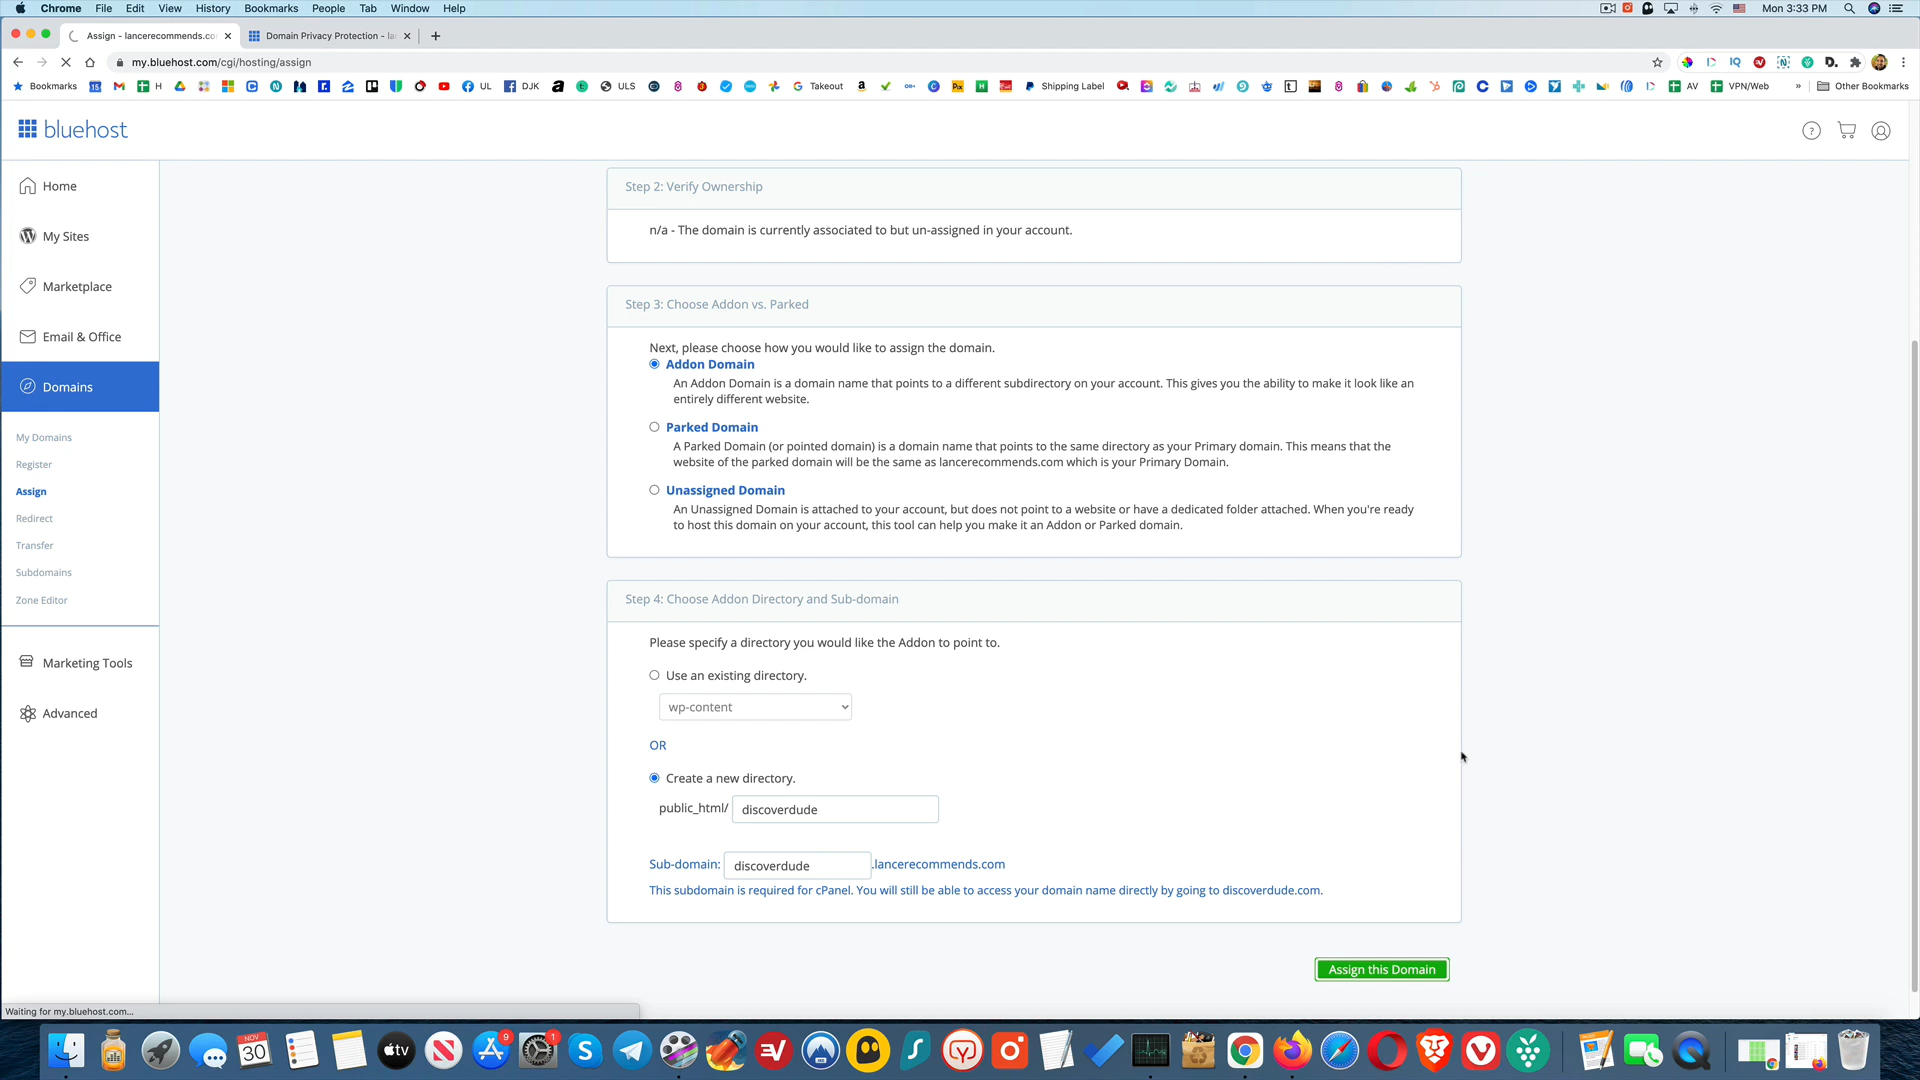 Chrome File Edit View History Bookmarks People Tab Window Help
Mon 3:33 PM
Assign - lancerecommends.co
Domain Privacy Protection - la
my.bluehost.com/cgi/hosting/assign
Bookmarks H UL DJK ULS Takeout Shipping Label AV VPN/Web » Other Bookmarks
bluehost
Home
My Sites
Marketplace
Email & Office
Domains
My Domains
Register
Assign
Redirect
Transfer
Subdomains
Zone Editor
Marketing Tools
Advanced
Step 2: Verify Ownership
n/a - The domain is currently associated to but un-assigned in your account.
Step 3: Choose Addon vs. Parked
Next, please choose how you would like to assign the domain.
Addon Domain
An Addon Domain is a domain name that points to a different subdirectory on your account. This gives you the ability to make it look like an
entirely different website.
Parked Domain
A Parked Domain (or pointed domain) is a domain name that points to the same directory as your Primary domain. This means that the
website of the parked domain will be the same as lancerecommends.com which is your Primary Domain.
Unassigned Domain
An Unassigned Domain is attached to your account, but does not point to a website or have a dedicated folder attached. When you're ready
to host this domain on your account, this tool can help you make it an Addon or Parked domain.
Step 4: Choose Addon Directory and Sub-domain
Please specify a directory you would like the Addon to point to.
Use an existing directory.
wp-content
OR
Create a new directory.
public_html/ discoverdude
Sub-domain: discoverdude .lancerecommends.com
This subdomain is required for cPanel. You will still be able to access your domain name directly by going to discoverdude.com.
Assign this Domain
Waiting for my.bluehost.com...
NOV
30
tv
9
1